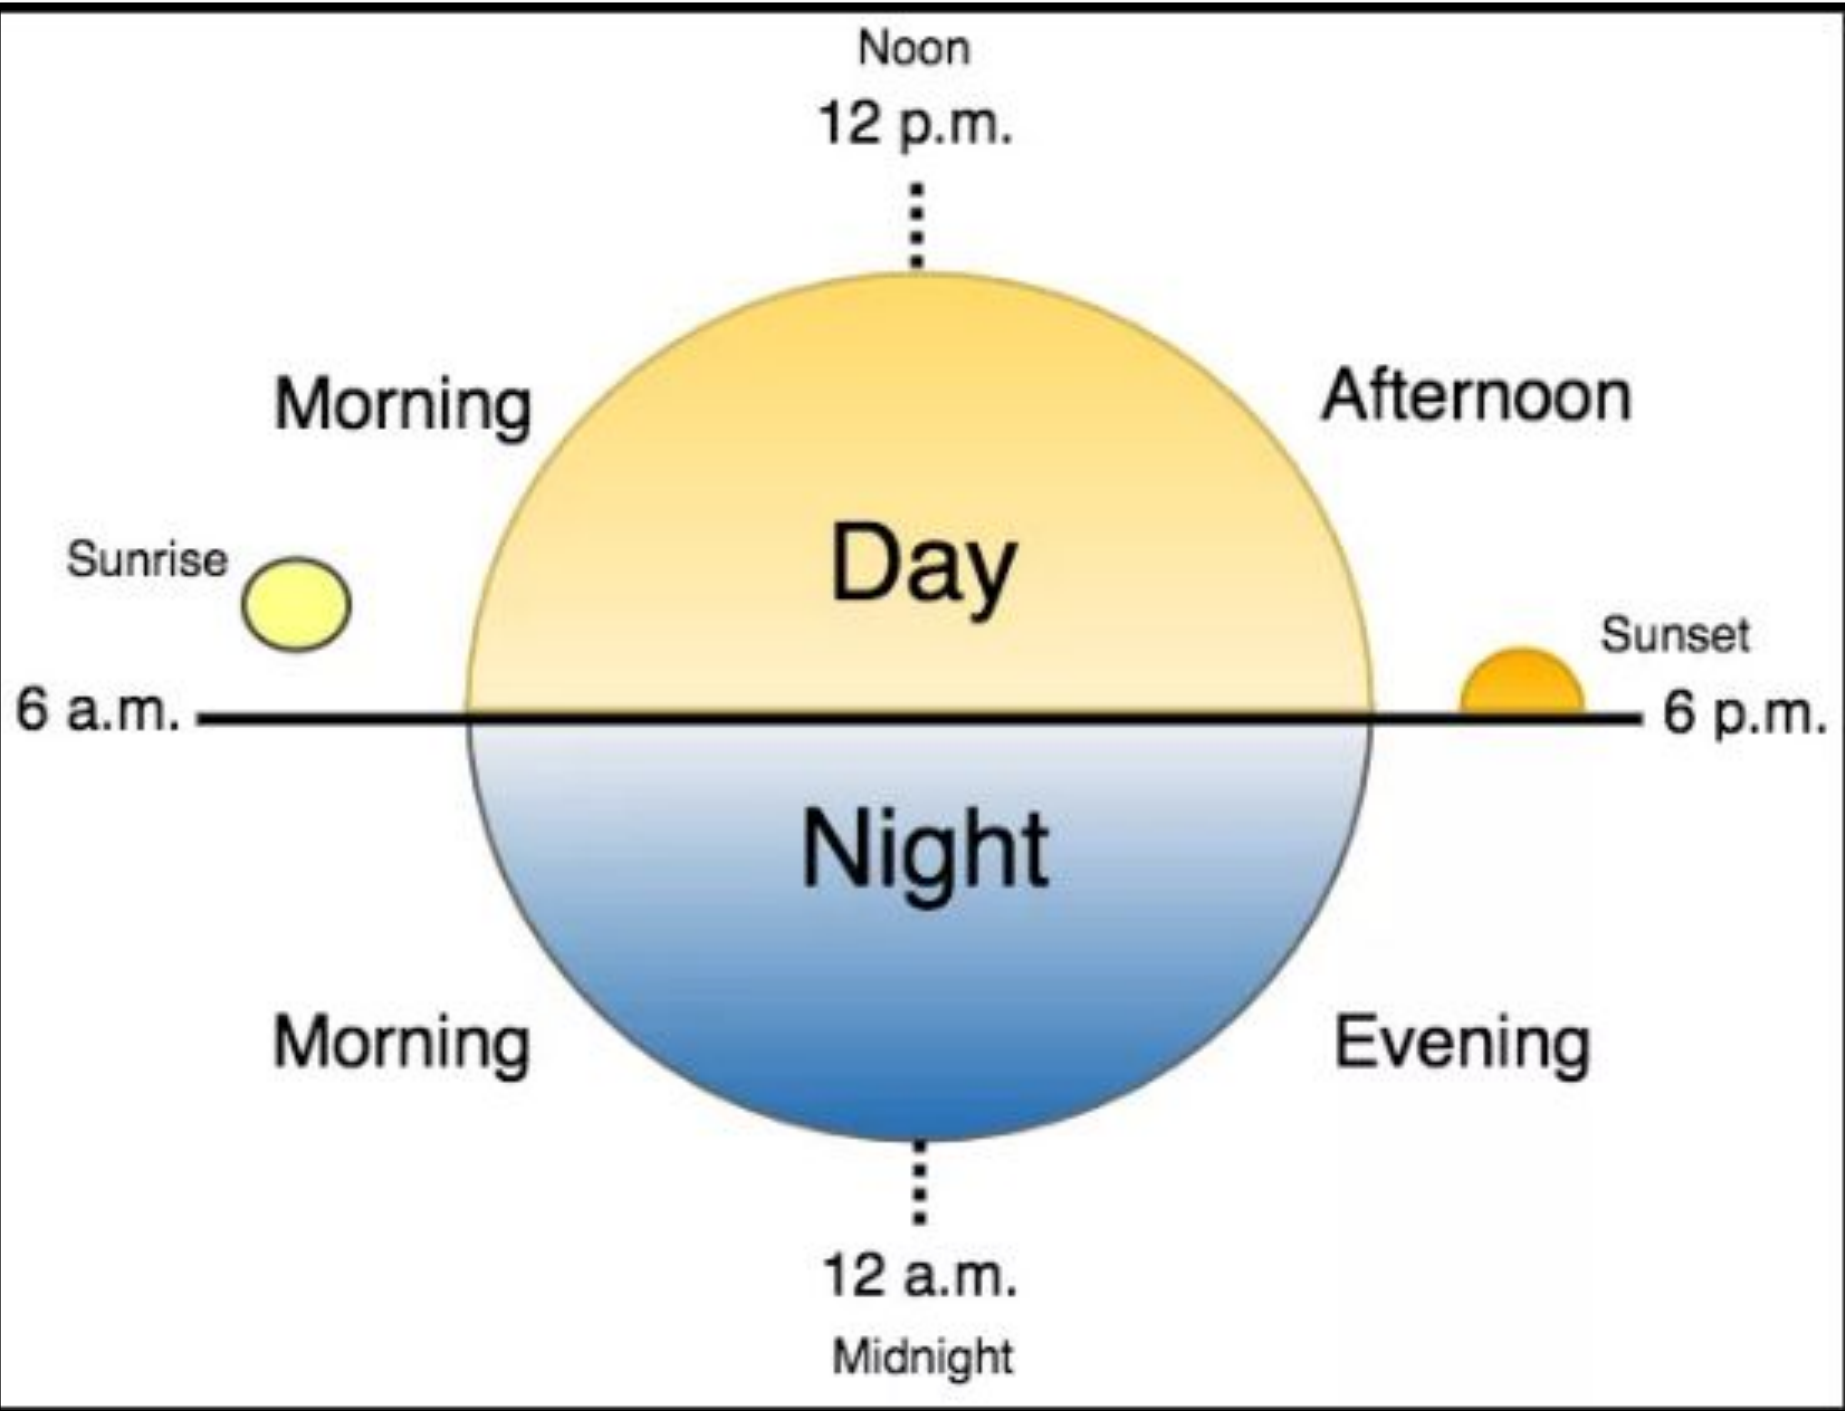 Noon
12 p.m.
Morning
Afternoon
Day
Sunrise
Sunset
6 a.m.
6 p.m.
Night
Morning
Evening
12 a.m.
Midnight